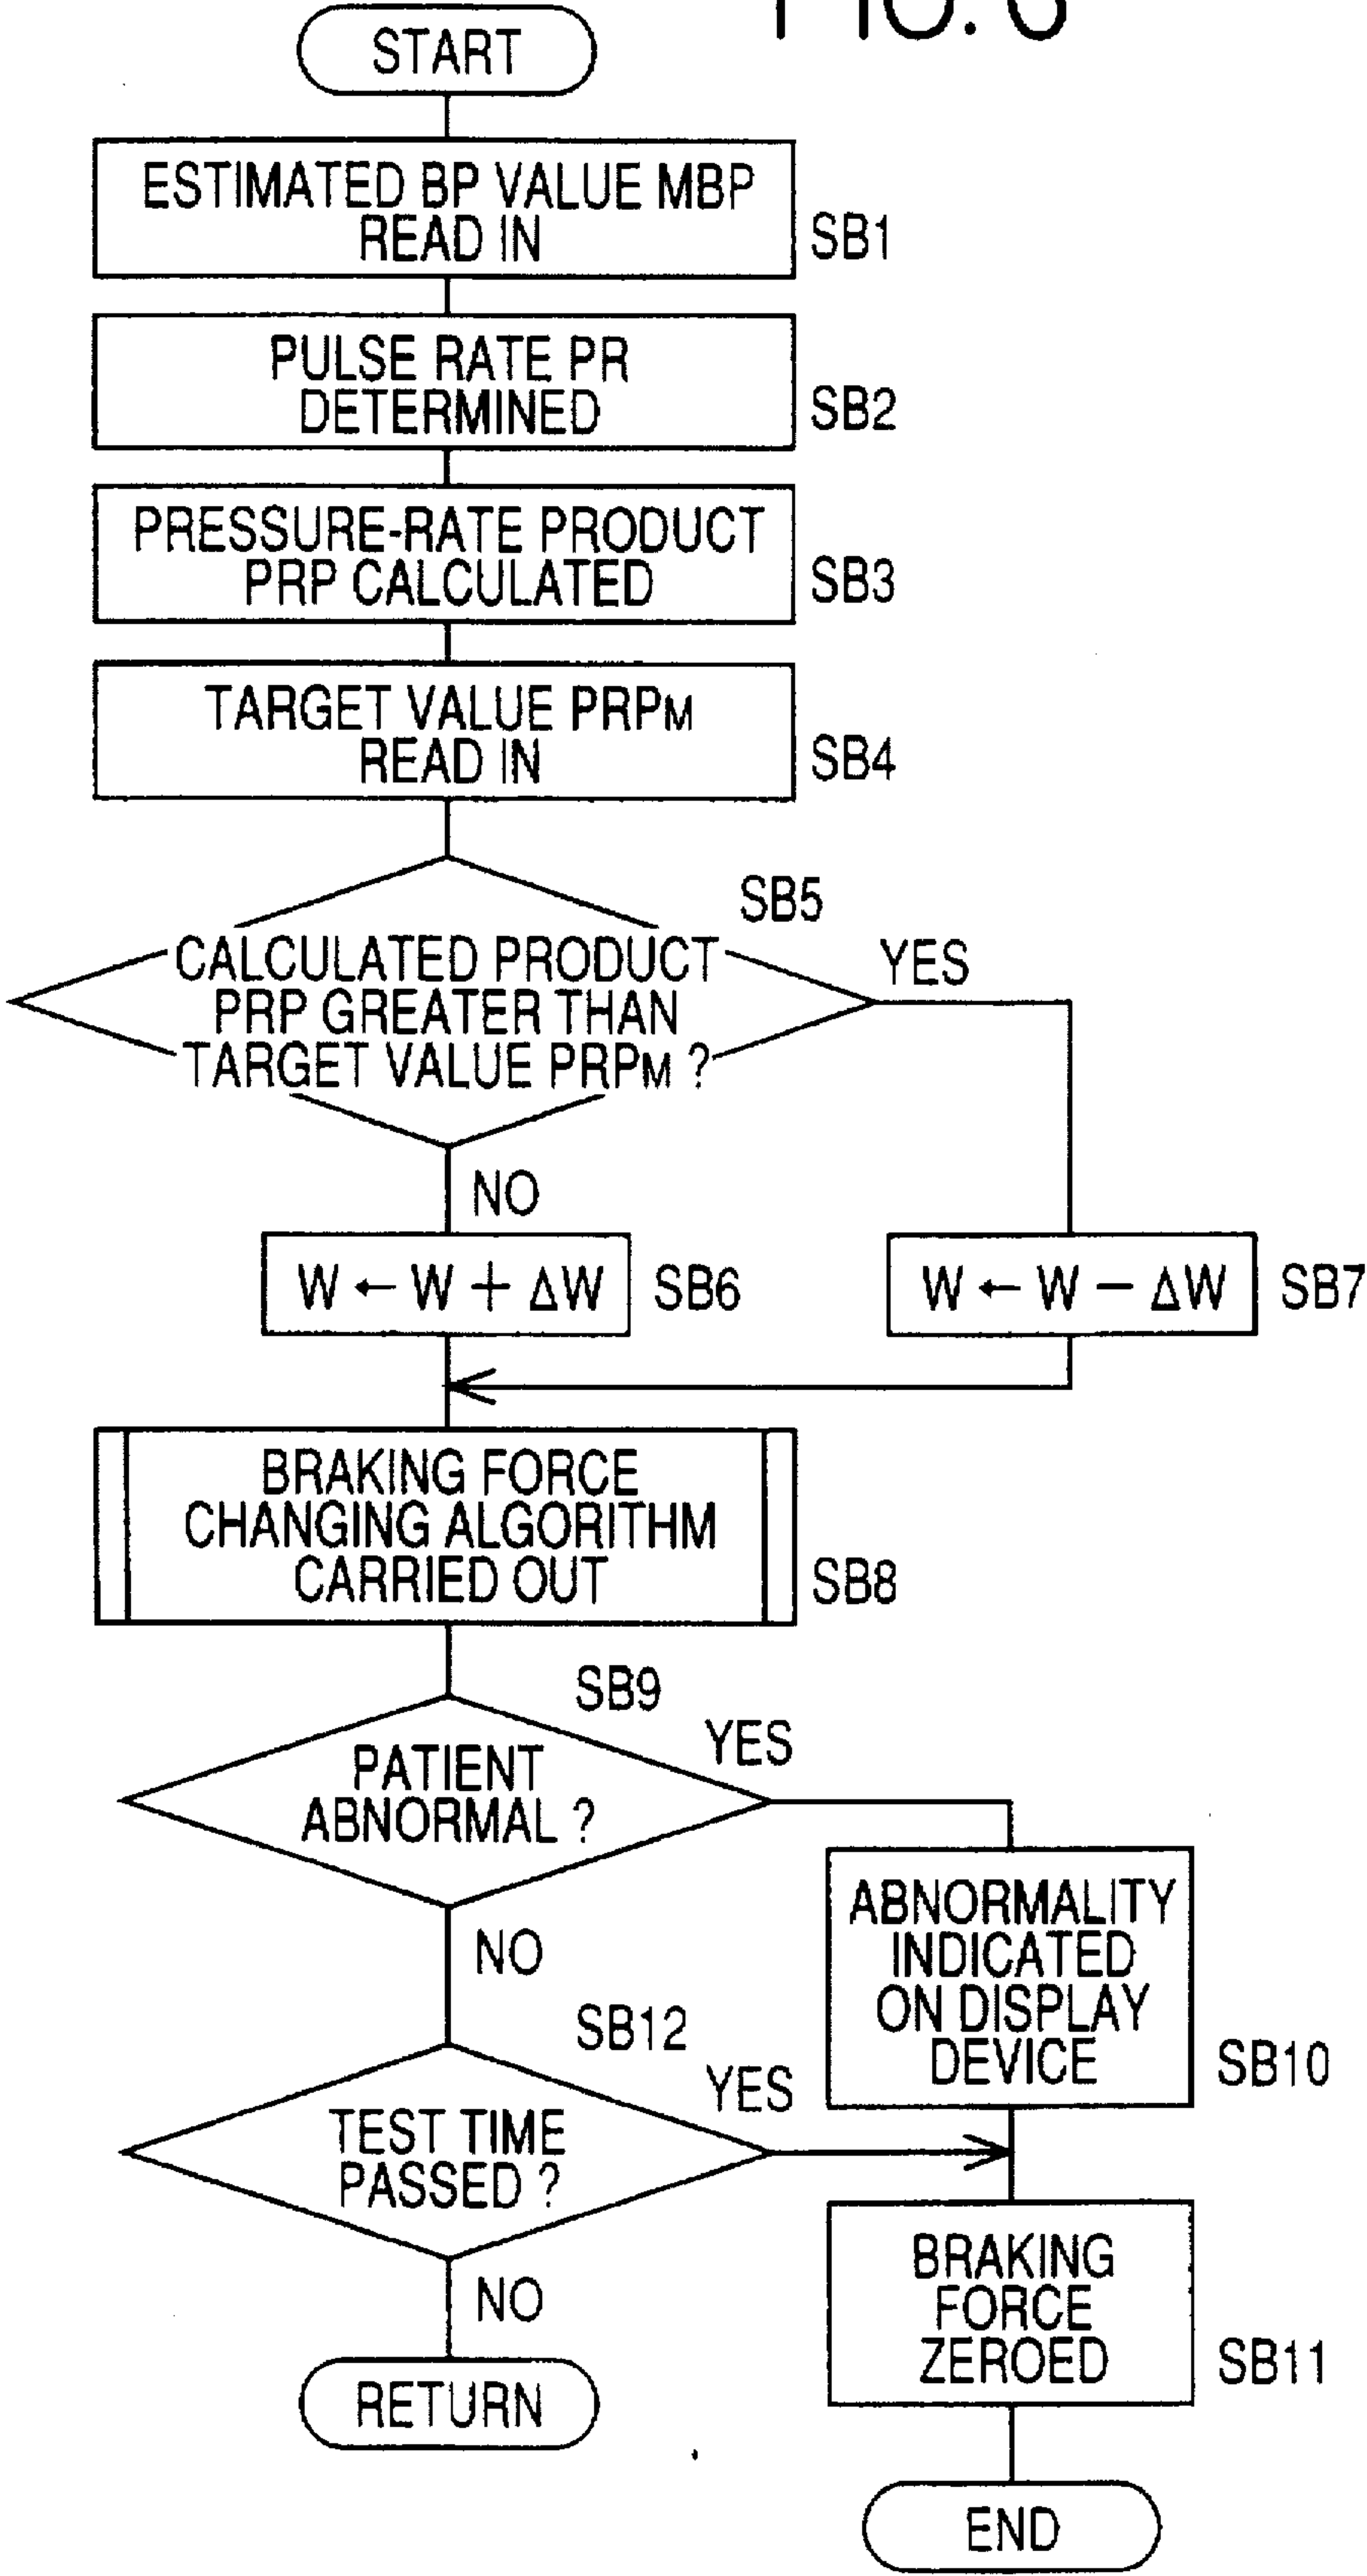 START
ESTIMATED BP VALUE MBP
READ IN
SB1
PULSE RATE PR
DETERMINED
SB2
PRESSURE-RATE PRODUCT
PRP CALCULATED
SB3
TARGET VALUE PRPM
READ IN
SB4
SB5
CALCULATED PRODUCT
PRP GREATER THAN
TARGET VALUE PRPM ?
YES
NO
W ← W + ΔW
SB6
W ← W − ΔW
SB7
BRAKING FORCE
CHANGING ALGORITHM
CARRIED OUT
SB8
SB9
PATIENT
ABNORMAL ?
YES
NO
ABNORMALITY
INDICATED
ON DISPLAY
DEVICE
SB10
SB12
TEST TIME
PASSED ?
YES
NO
BRAKING
FORCE
ZEROED
SB11
RETURN
END